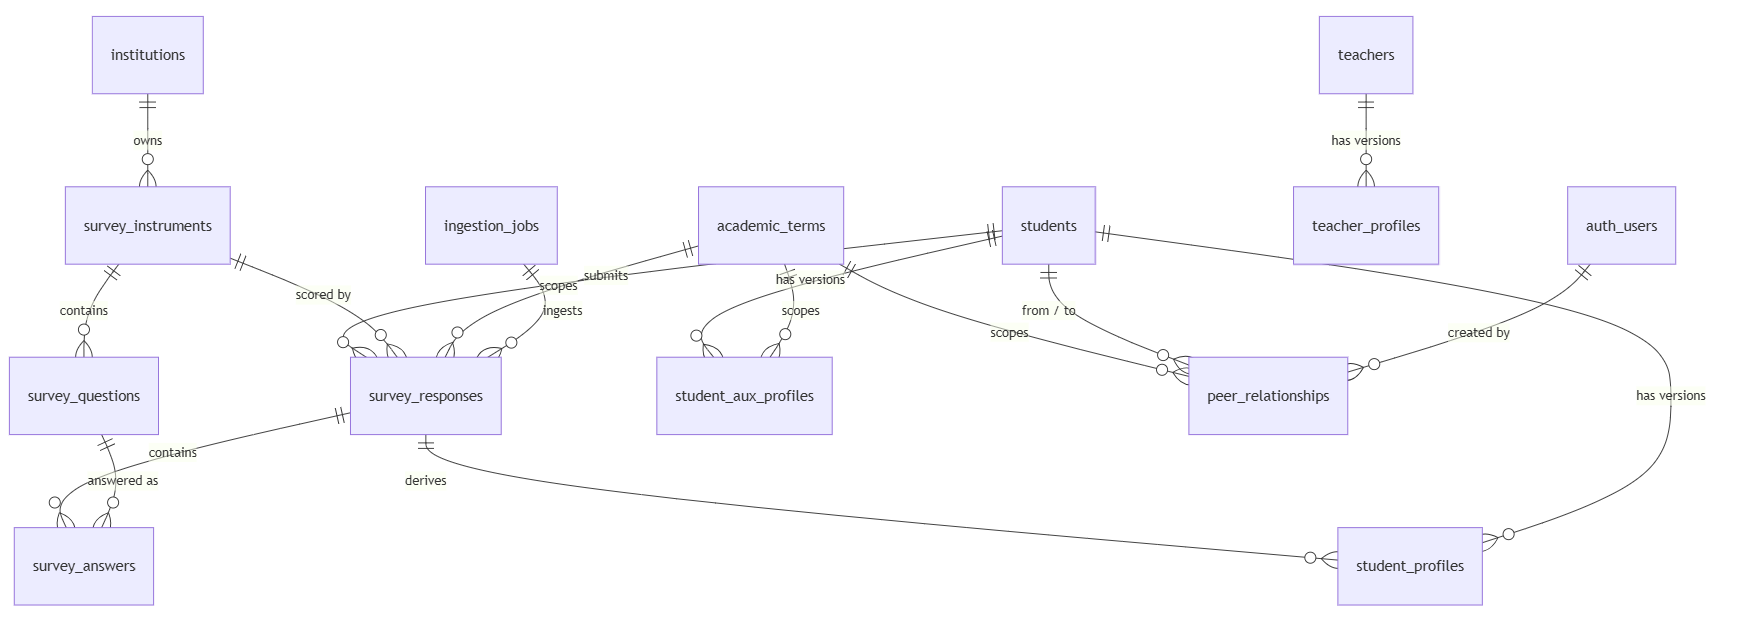 institutions
teachers
owns
has versions
survey_instruments
ingestion_jobs
academic_terms
students
teacher_profiles
auth_users
submits
has versions
scopes
scored by
contains
ingests
scopes
from / to
scopes
created by
survey_questions
survey_responses
student_aux_profiles
peer_relationships
has versions
contains
answered as
derives
survey_answers
student_profiles